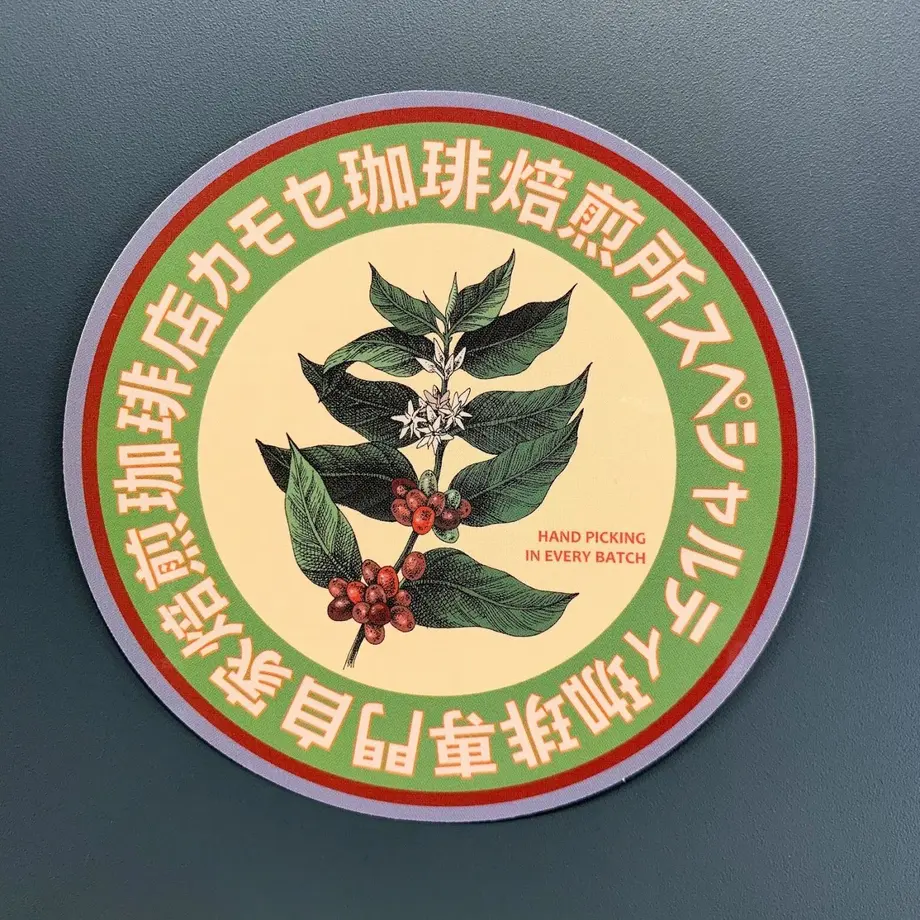 カモセ珈琲焙煎所スペシャルティ珈琲専門自家焙煎珈琲店
HAND PICKING
IN EVERY BATCH